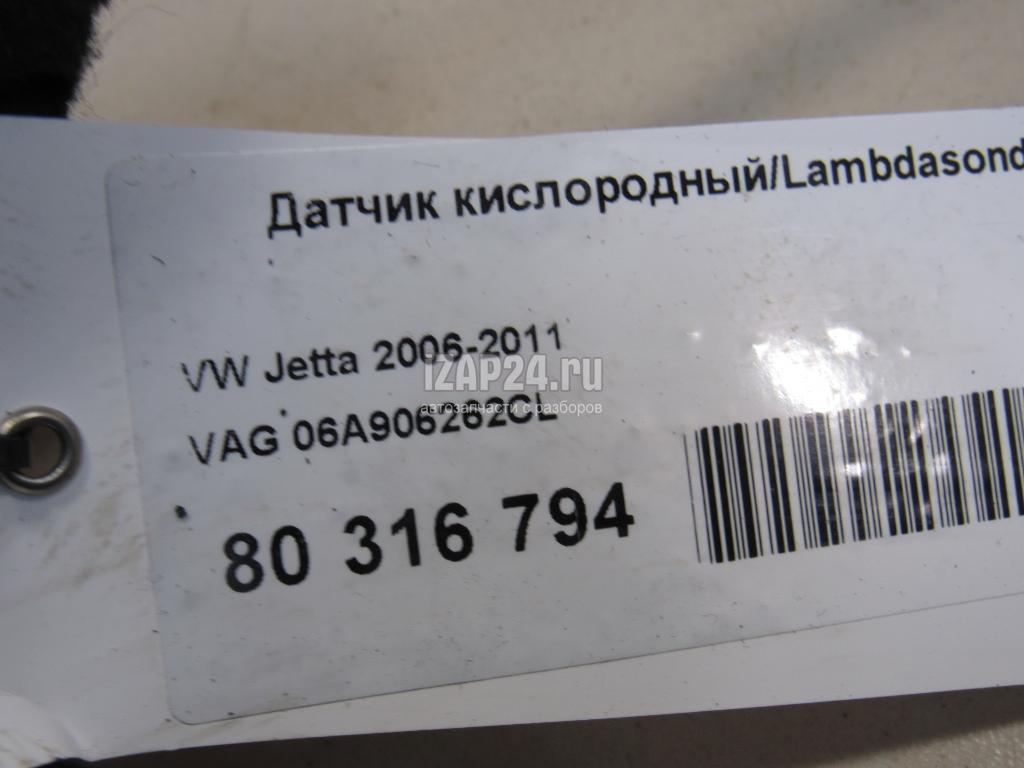 Датчик кислородный/Lambdasond
VW Jetta 2006-2011
IZAP24.ru
автозапчасти с разборов
VAG 06A906262CL
80 316 794